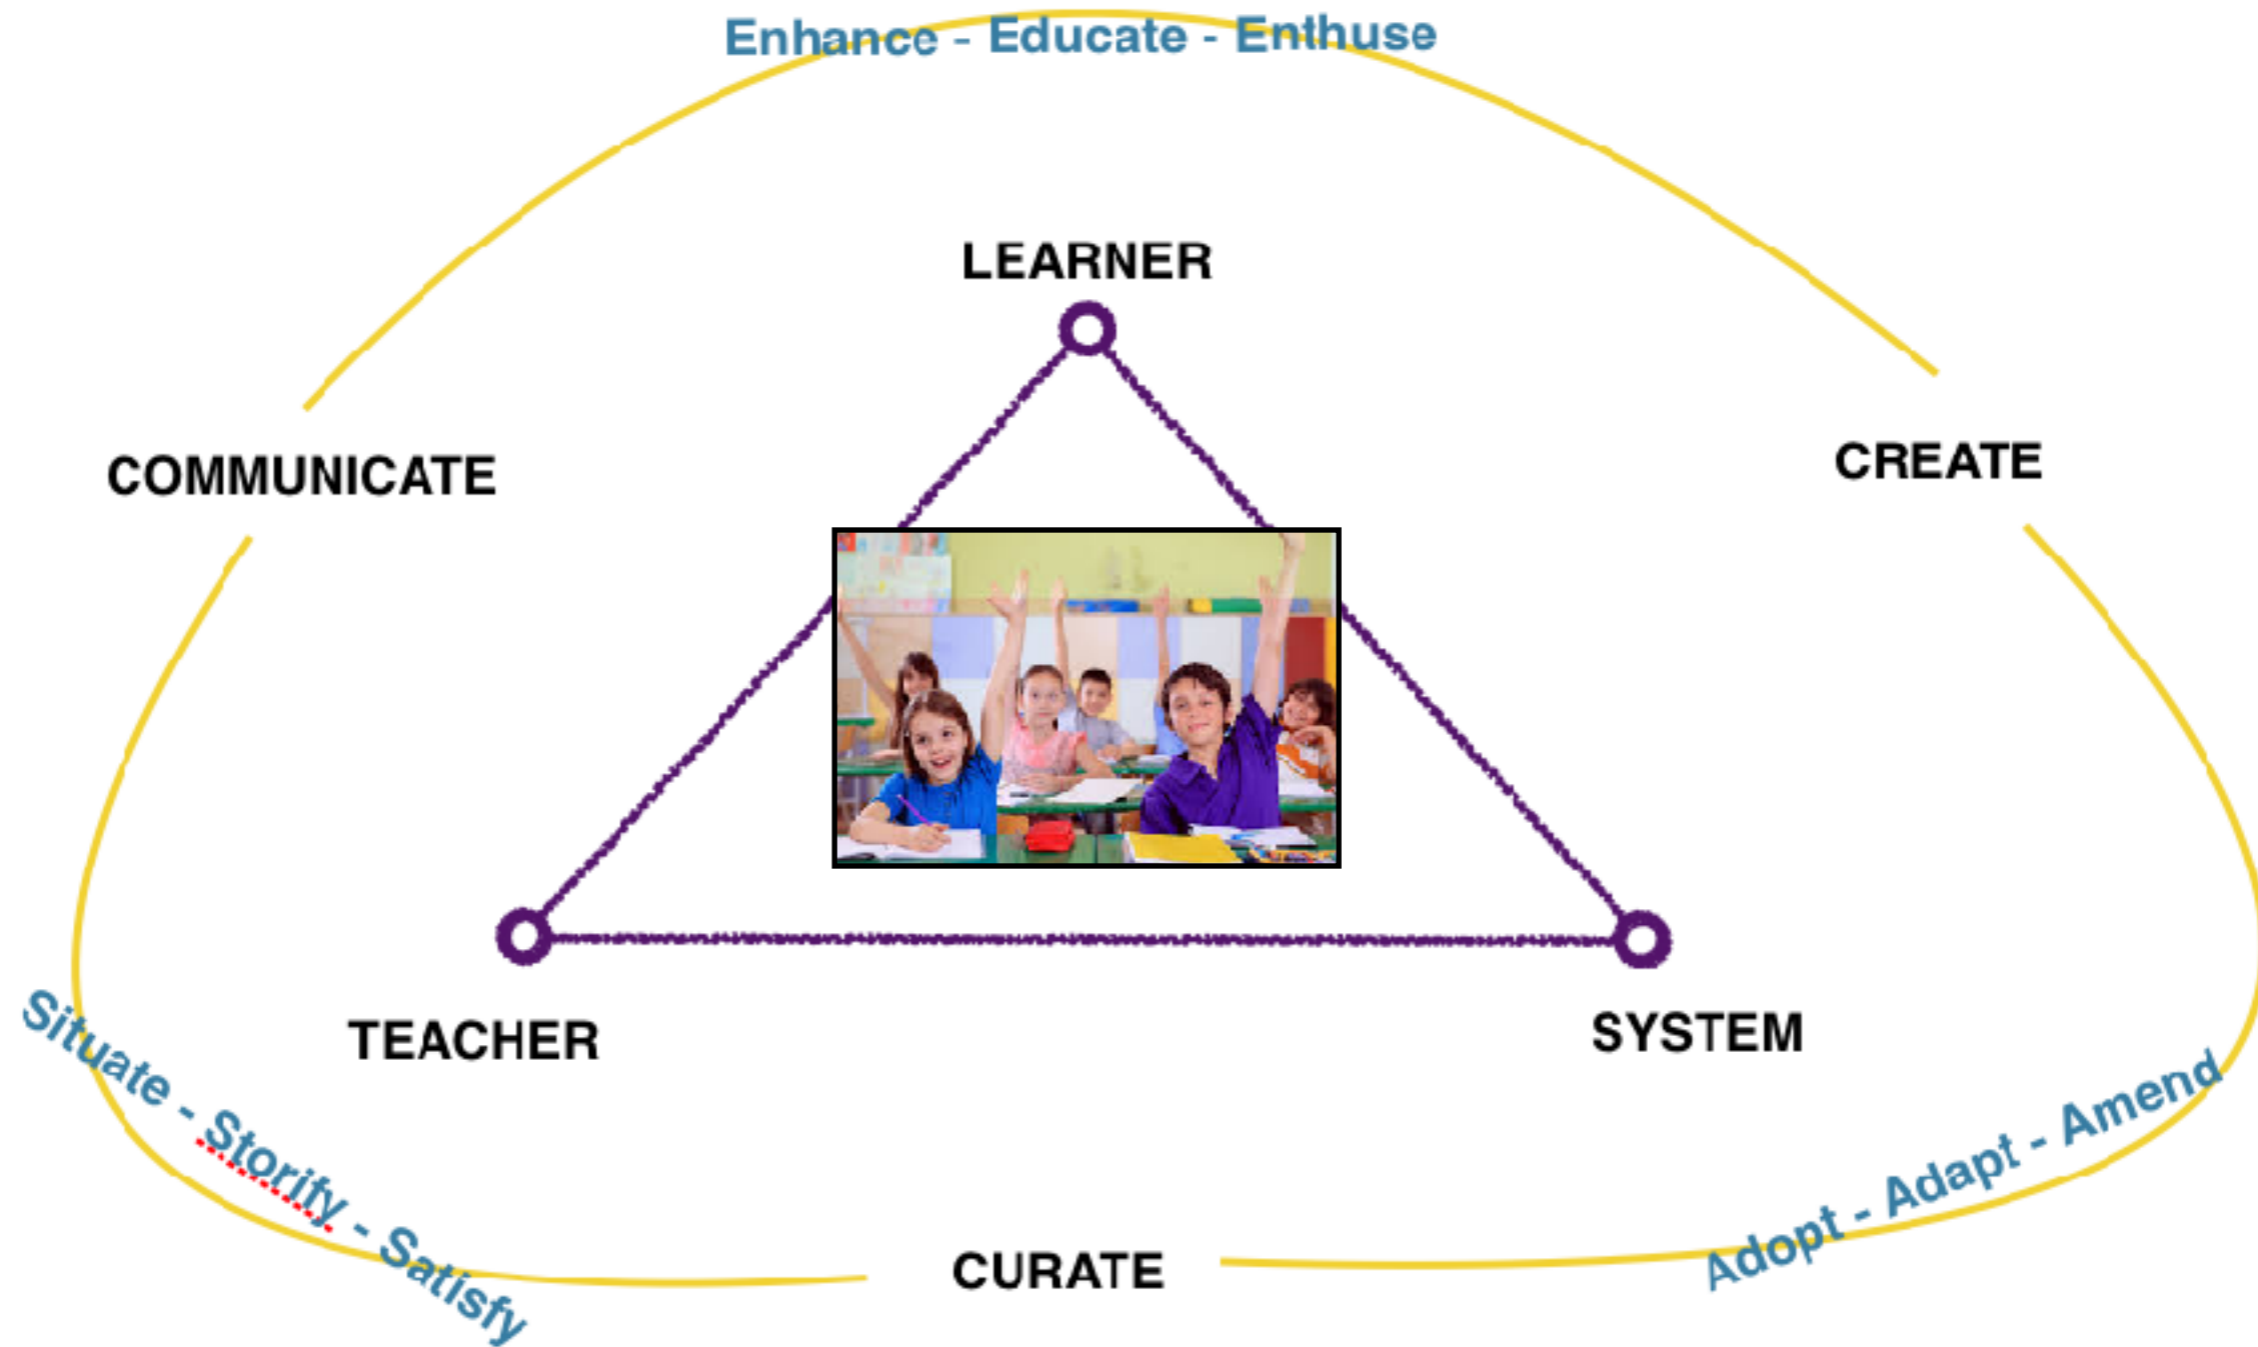 Enhance - Educate - Enthuse
LEARNER
COMMUNICATE
CREATE
TEACHER
SYSTEM
Situate - Storify - Satisfy
Adopt - Adapt - Amend
CURATE